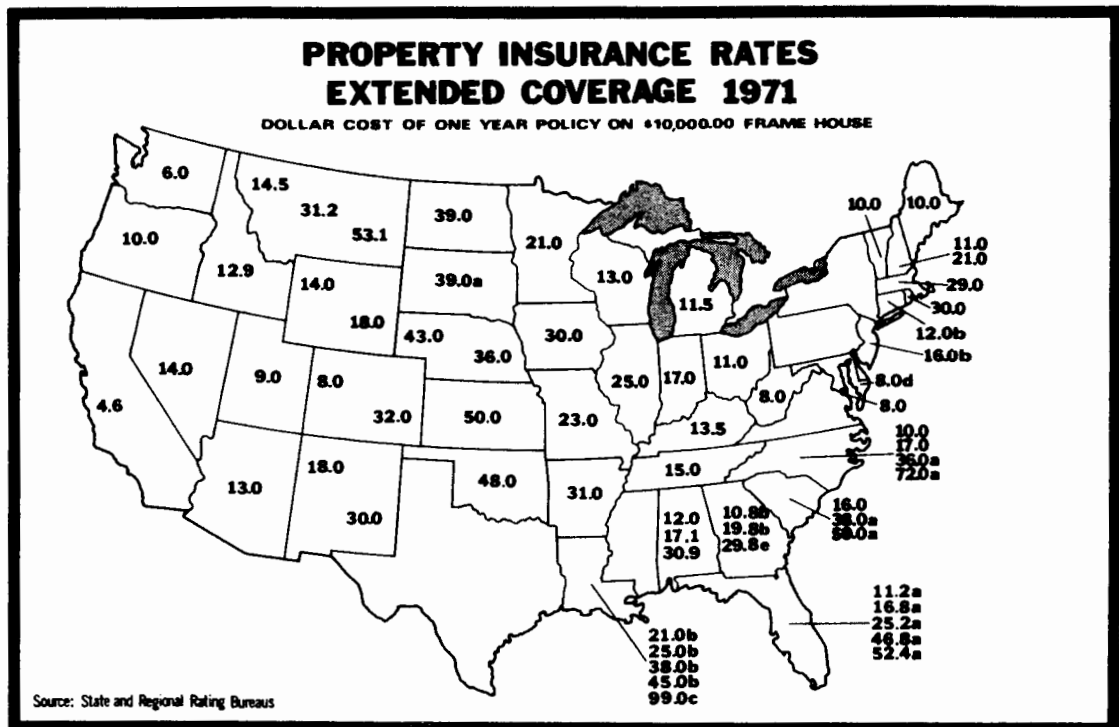 PROPERTY INSURANCE RATES
EXTENDED COVERAGE 1971
DOLLAR COST OF ONE YEAR POLICY ON $10,000.00 FRAME HOUSE
6.0
14.5
31.2
53.1
39.0
21.0
10.0
10.0
10.0
12.9
14.0
18.0
39.0a
13.0
11.5
11.0
21.0
29.0
30.0
12.0b
16.0b
43.0
36.0
30.0
14.0
9.0
8.0
32.0
50.0
25.0
17.0
11.0
8.0
8.0d
8.0
4.6
23.0
13.5
10.0
17.0
36.0a
72.0a
13.0
18.0
30.0
48.0
31.0
15.0
12.0
17.1
30.9
10.8b
19.8b
29.8e
16.0
11.2a
16.8a
25.2a
46.8a
52.4a
21.0b
25.0b
38.0b
45.0b
99.0c
Source: State and Regional Rating Bureaus